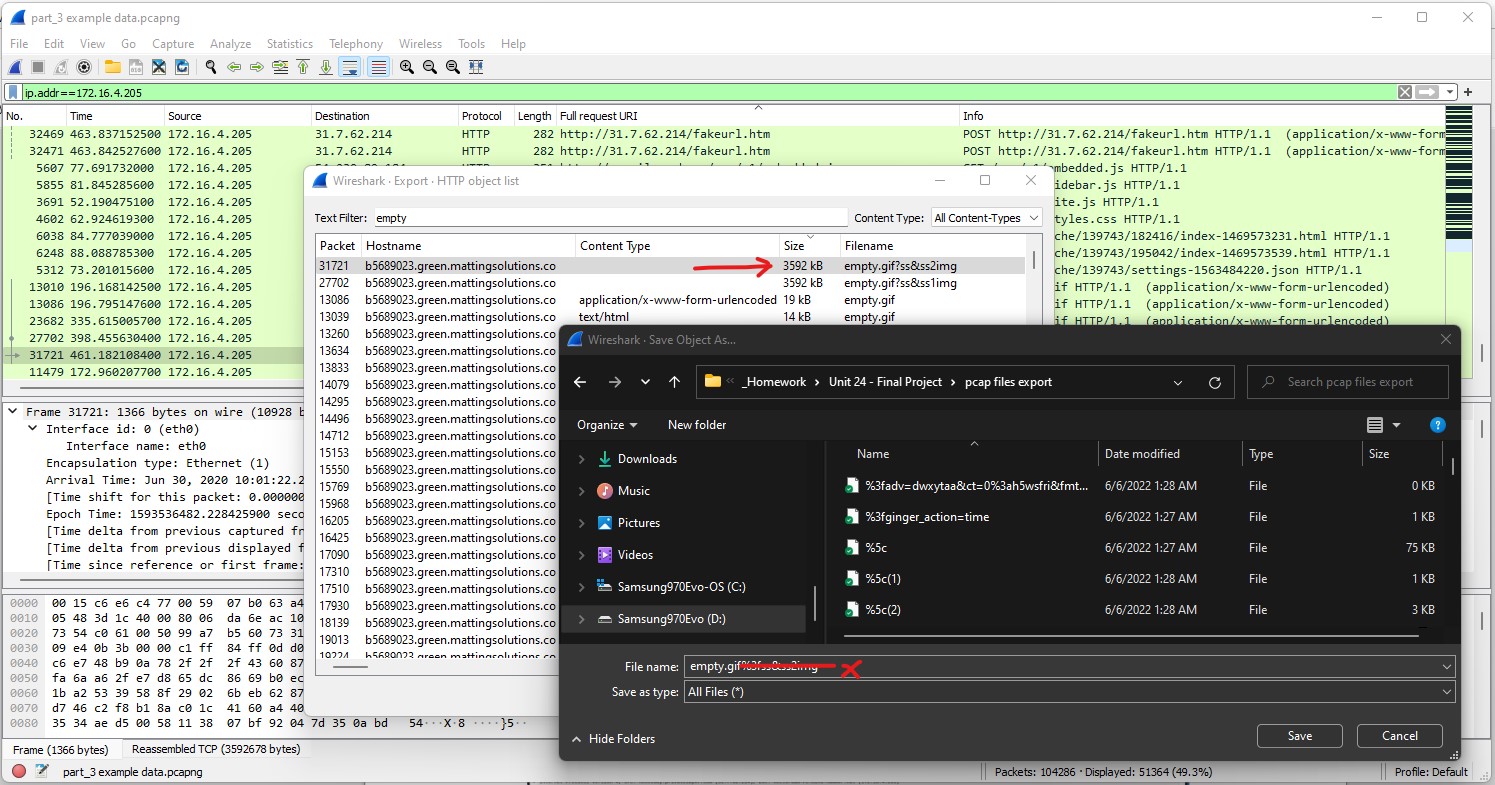 part_3 example data.pcapng
File Edit View Go Capture Analyze Statistics Telephony Wireless Tools Help
ip.addr==172.16.4.205
No. Time Source Destination Protocol Length Full request URI Info
32469 463.837152500 172.16.4.205 31.7.62.214 HTTP 282 http://31.7.62.214/fakeurl.htm POST http://31.7.62.214/fakeurl.htm HTTP/1.1 (application/x-www-form
32471 463.842527600 172.16.4.205 31.7.62.214 HTTP 282 http://31.7.62.214/fakeurl.htm POST http://31.7.62.214/fakeurl.htm HTTP/1.1 (application/x-www-form
5607 77.691732000 172.16.4.205 mbedded.js HTTP/1.1
5855 81.845285600 172.16.4.205 idebar.js HTTP/1.1
3691 52.190475100 172.16.4.205 ite.js HTTP/1.1
4602 62.924619300 172.16.4.205 tyles.css HTTP/1.1
6038 84.777039000 172.16.4.205 che/139743/182416/index-1469573231.html HTTP/1.1
6248 88.088785300 172.16.4.205 che/139743/195042/index-1469573539.html HTTP/1.1
5312 73.201015600 172.16.4.205 che/139743/settings-1563484220.json HTTP/1.1
13010 196.168142500 172.16.4.205 if HTTP/1.1 (application/x-www-form-urlencoded)
13086 196.795147600 172.16.4.205 if HTTP/1.1 (application/x-www-form-urlencoded)
23682 335.615005700 172.16.4.205 if HTTP/1.1 (application/x-www-form-urlencoded)
27702 398.455630400 172.16.4.205
31721 461.182108400 172.16.4.205
11479 172.960207700 172.16.4.205
Wireshark · Export · HTTP object list
Text Filter: empty Content Type: All Content-Types
Packet Hostname Content Type Size Filename
31721 b5689023.green.mattingsolutions.co 3592 kB empty.gif?ss&ss2img
27702 b5689023.green.mattingsolutions.co 3592 kB empty.gif?ss&ss1img
13086 b5689023.green.mattingsolutions.co application/x-www-form-urlencoded 19 kB empty.gif
13039 b5689023.green.mattingsolutions.co text/html 14 kB empty.gif
13260 b5689023.green.mattingsolutions.co
13634 b5689023.green.mattingsolutions.co
13833 b5689023.green.mattingsolutions.co
14079 b5689023.green.mattingsolutions.co
14295 b5689023.green.mattingsolutions.co
14496 b5689023.green.mattingsolutions.co
14712 b5689023.green.mattingsolutions.co
15153 b5689023.green.mattingsolutions.co
15550 b5689023.green.mattingsolutions.co
15769 b5689023.green.mattingsolutions.co
15968 b5689023.green.mattingsolutions.co
16205 b5689023.green.mattingsolutions.co
16425 b5689023.green.mattingsolutions.co
17090 b5689023.green.mattingsolutions.co
17310 b5689023.green.mattingsolutions.co
17510 b5689023.green.mattingsolutions.co
17930 b5689023.green.mattingsolutions.co
18139 b5689023.green.mattingsolutions.co
19013 b5689023.green.mattingsolutions.co
19224 b5689023.green.mattingsolutions.co
Wireshark · Save Object As...
_Homework Unit 24 - Final Project pcap files export
Search pcap files export
Organize New folder
Downloads
Music
Pictures
Videos
Samsung970Evo-OS (C:)
Samsung970Evo (D:)
Name Date modified Type Size
%3fadv=dwxytaa&ct=0%3ah5wsfri&fmt... 6/6/2022 1:28 AM File 0 KB
%3fginger_action=time 6/6/2022 1:27 AM File 1 KB
%5c 6/6/2022 1:27 AM File 75 KB
%5c(1) 6/6/2022 1:28 AM File 1 KB
%5c(2) 6/6/2022 1:28 AM File 3 KB
File name: empty.gif%3fss&ss2img
Save as type: All Files (*)
Hide Folders Save Cancel
Frame 31721: 1366 bytes on wire (10928 b
Interface id: 0 (eth0)
Interface name: eth0
Encapsulation type: Ethernet (1)
Arrival Time: Jun 30, 2020 10:01:22.2
[Time shift for this packet: 0.000000
Epoch Time: 1593536482.228425900 seco
[Time delta from previous captured fr
[Time delta from previous displayed f
[Time since reference or first frame:
0000 00 15 c6 e6 c4 77 00 59 07 b0 63 a4
0010 05 48 3d 1c 40 00 80 06 da 6e ac 10
0020 73 54 c0 61 00 50 99 a7 b5 60 73 31
0030 09 e4 0b 3b 00 00 c1 ff 84 ff 0d d0
0040 c6 e7 48 b9 0a 78 2f 2f 2f 43 60 87
0050 fa 6a a6 2f e7 d8 65 dc 86 69 b0 ec
0060 1b a2 53 39 58 8f 29 02 6b eb 62 87
0070 d7 46 c2 f8 b1 8a c0 1c 41 60 a4 40
0080 35 34 ae d5 00 58 11 38 07 bf 92 04 7d 35 0a bd 54···X·8 ····}5··
Frame (1366 bytes) Reassembled TCP (3592678 bytes)
part_3 example data.pcapng Packets: 104286 · Displayed: 51364 (49.3%) Profile: Default